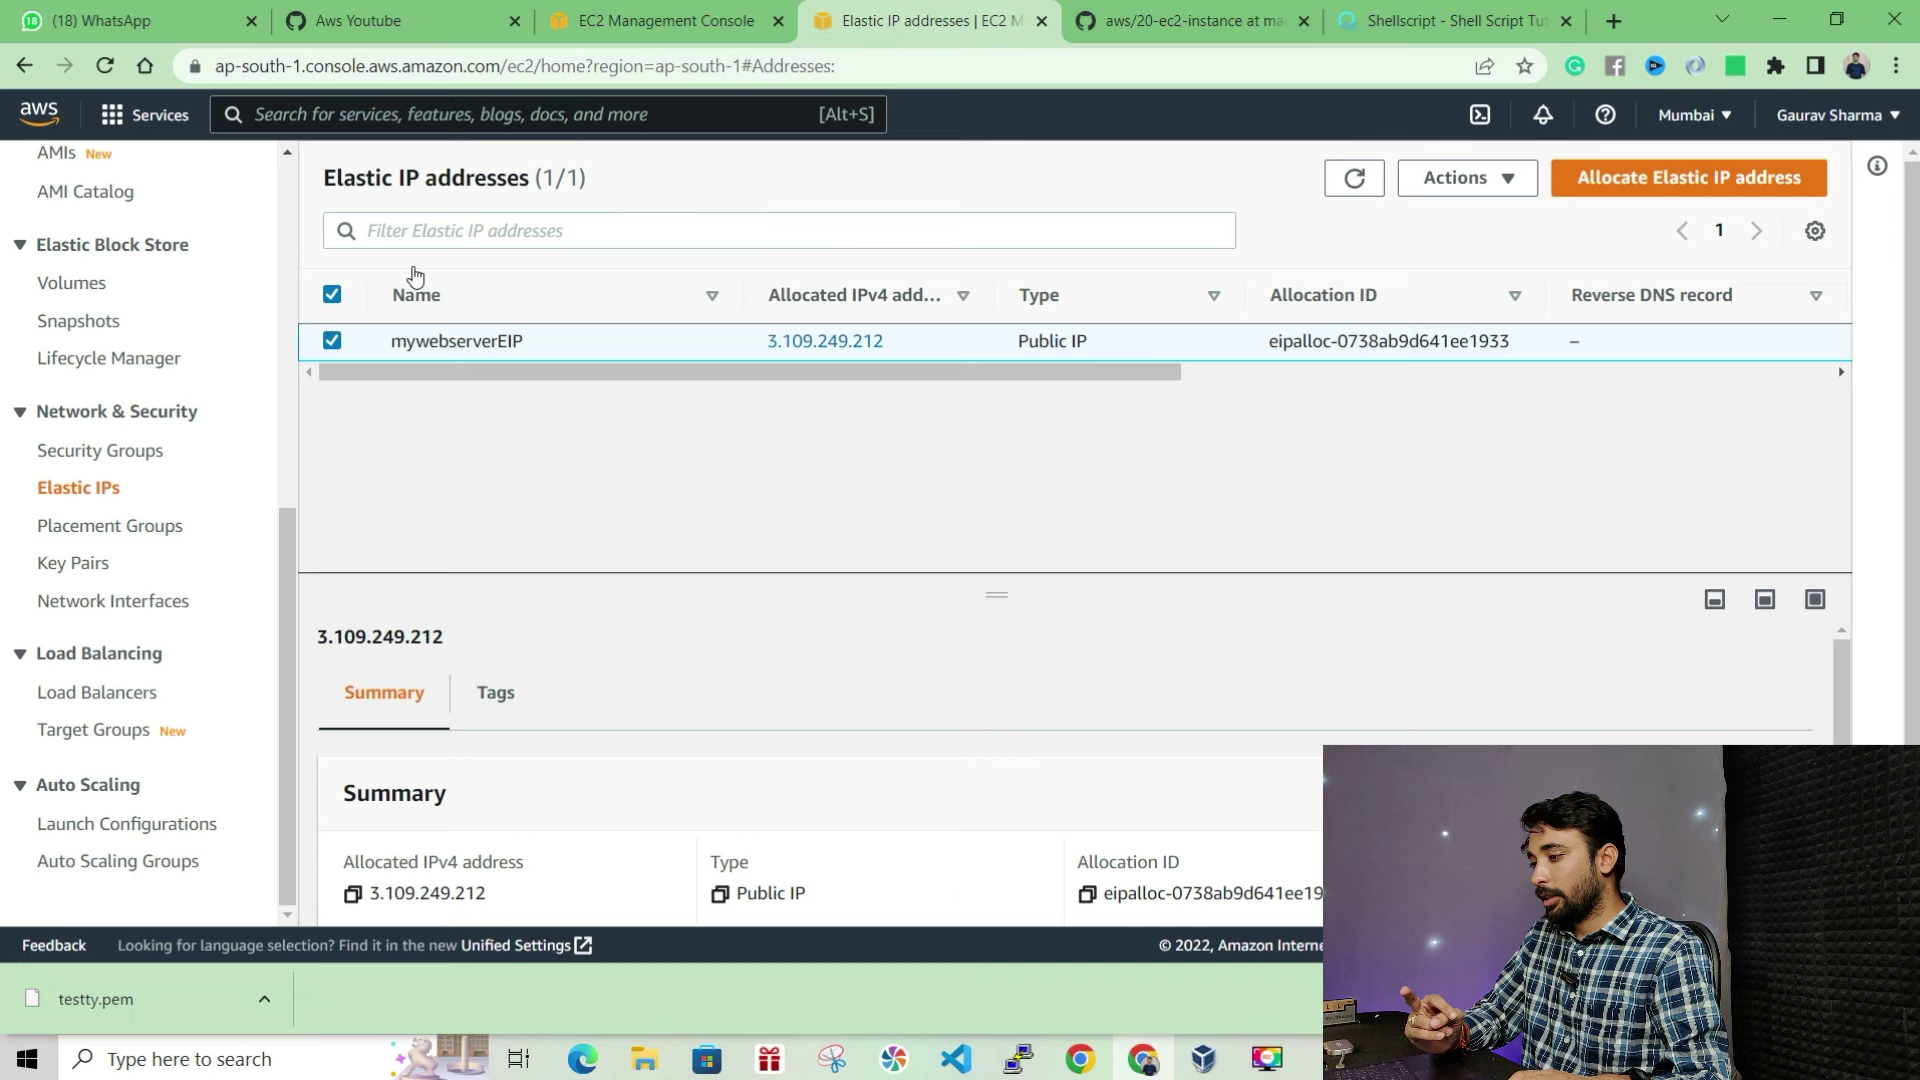 (18) WhatsApp
Aws Youtube
EC2 Management Console
Elastic IP addresses | EC2 M
aws/20-ec2-instance at ma
Shellscript - Shell Script Tut
ap-south-1.console.aws.amazon.com/ec2/home?region=ap-south-1#Addresses:
aws
Services
Search for services, features, blogs, docs, and more
[Alt+S]
Mumbai
Gaurav Sharma
AMIs New
AMI Catalog
Elastic Block Store
Volumes
Snapshots
Lifecycle Manager
Network & Security
Security Groups
Elastic IPs
Placement Groups
Key Pairs
Network Interfaces
Load Balancing
Load Balancers
Target Groups New
Auto Scaling
Launch Configurations
Auto Scaling Groups
Elastic IP addresses (1/1)
Actions
Allocate Elastic IP address
Filter Elastic IP addresses
1
Name
Allocated IPv4 add...
Type
Allocation ID
Reverse DNS record
mywebserverEIP
3.109.249.212
Public IP
eipalloc-0738ab9d641ee1933
–
3.109.249.212
Summary
Tags
Summary
Allocated IPv4 address
Type
Allocation ID
3.109.249.212
Public IP
eipalloc-0738ab9d641ee19
Feedback
Looking for language selection? Find it in the new Unified Settings
© 2022, Amazon Interne
testty.pem
Type here to search